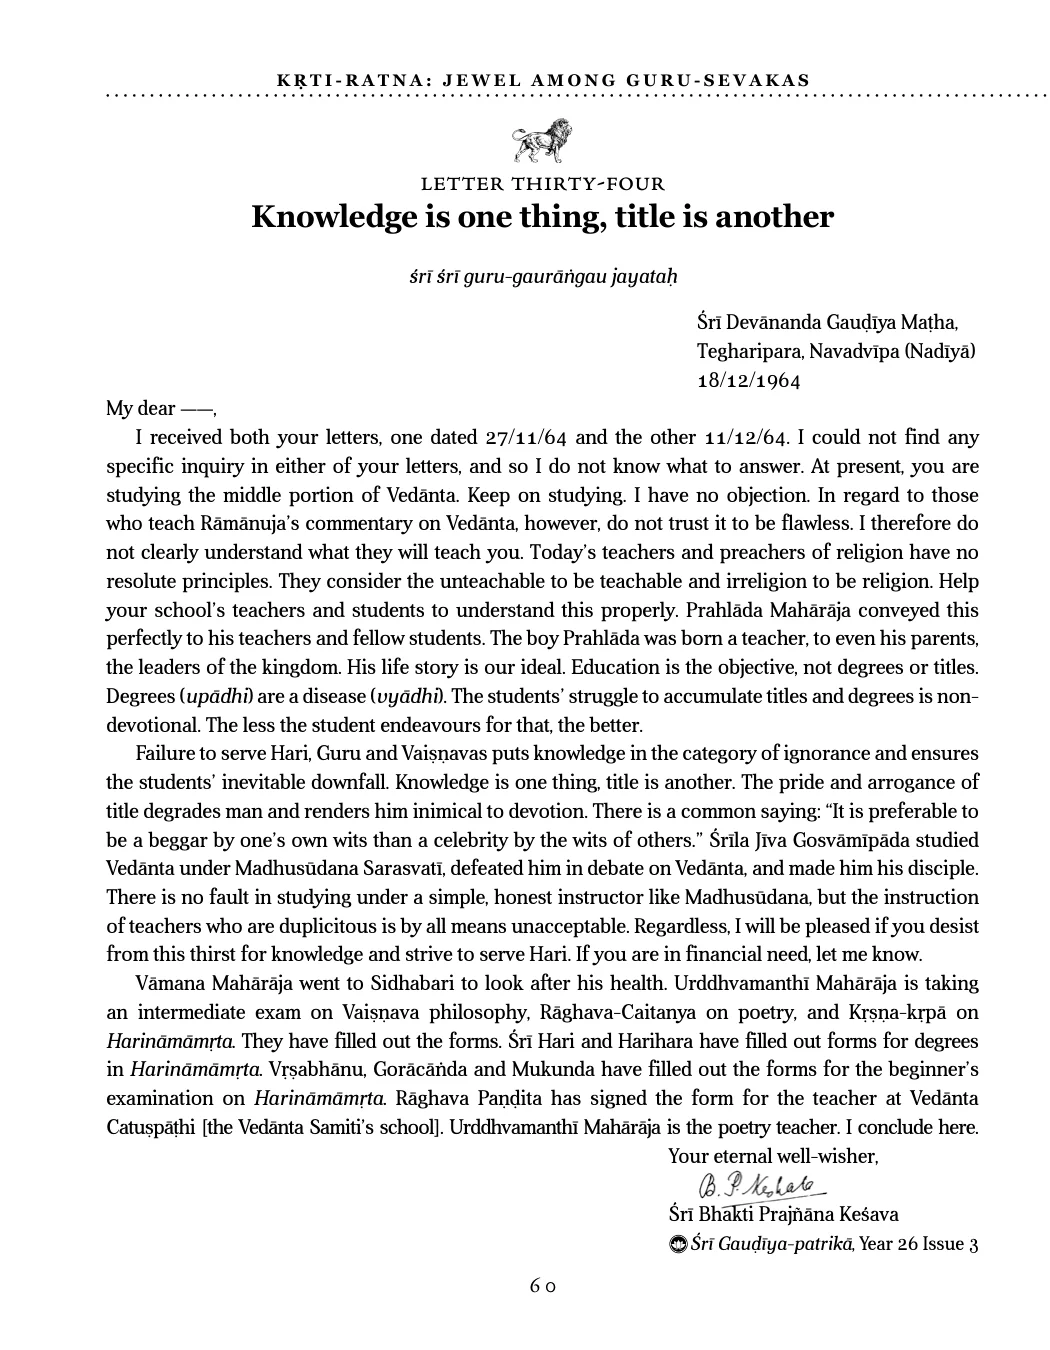 KṚTI-RATNA: JEWEL AMONG GURU-SEVAKAS
LETTER THIRTY-FOUR
Knowledge is one thing, title is another
śrī śrī guru-gaurāṅgau jayataḥ
Śrī Devānanda Gauḍīya Maṭha,
Tegharipara, Navadvīpa (Nadīyā)
18/12/1964
My dear ——,
I received both your letters, one dated 27/11/64 and the other 11/12/64. I could not find any
specific inquiry in either of your letters, and so I do not know what to answer. At present, you are
studying the middle portion of Vedānta. Keep on studying. I have no objection. In regard to those
who teach Rāmānuja’s commentary on Vedānta, however, do not trust it to be flawless. I therefore do
not clearly understand what they will teach you. Today’s teachers and preachers of religion have no
resolute principles. They consider the unteachable to be teachable and irreligion to be religion. Help
your school’s teachers and students to understand this properly. Prahlāda Mahārāja conveyed this
perfectly to his teachers and fellow students. The boy Prahlāda was born a teacher, to even his parents,
the leaders of the kingdom. His life story is our ideal. Education is the objective, not degrees or titles.
Degrees (upādhi) are a disease (vyādhi). The students’ struggle to accumulate titles and degrees is non-
devotional. The less the student endeavours for that, the better.
Failure to serve Hari, Guru and Vaiṣṇavas puts knowledge in the category of ignorance and ensures
the students’ inevitable downfall. Knowledge is one thing, title is another. The pride and arrogance of
title degrades man and renders him inimical to devotion. There is a common saying: “It is preferable to
be a beggar by one’s own wits than a celebrity by the wits of others.” Śrīla Jīva Gosvāmīpāda studied
Vedānta under Madhusūdana Sarasvatī, defeated him in debate on Vedānta, and made him his disciple.
There is no fault in studying under a simple, honest instructor like Madhusūdana, but the instruction
of teachers who are duplicitous is by all means unacceptable. Regardless, I will be pleased if you desist
from this thirst for knowledge and strive to serve Hari. If you are in financial need, let me know.
Vāmana Mahārāja went to Sidhabari to look after his health. Urddhvamanthī Mahārāja is taking
an intermediate exam on Vaiṣṇava philosophy, Rāghava-Caitanya on poetry, and Kṛṣṇa-kṛpā on
Harināmāmṛta. They have filled out the forms. Śrī Hari and Harihara have filled out forms for degrees
in Harināmāmṛta. Vṛṣabhānu, Gorācāṅda and Mukunda have filled out the forms for the beginner’s
examination on Harināmāmṛta. Rāghava Paṇḍita has signed the form for the teacher at Vedānta
Catuṣpāṭhi [the Vedānta Samiti’s school]. Urddhvamanthī Mahārāja is the poetry teacher. I conclude here.
Your eternal well-wisher,
B. P. Keshata
Śrī Bhakti Prajñāna Keśava
Śrī Gauḍīya-patrikā, Year 26 Issue 3
60